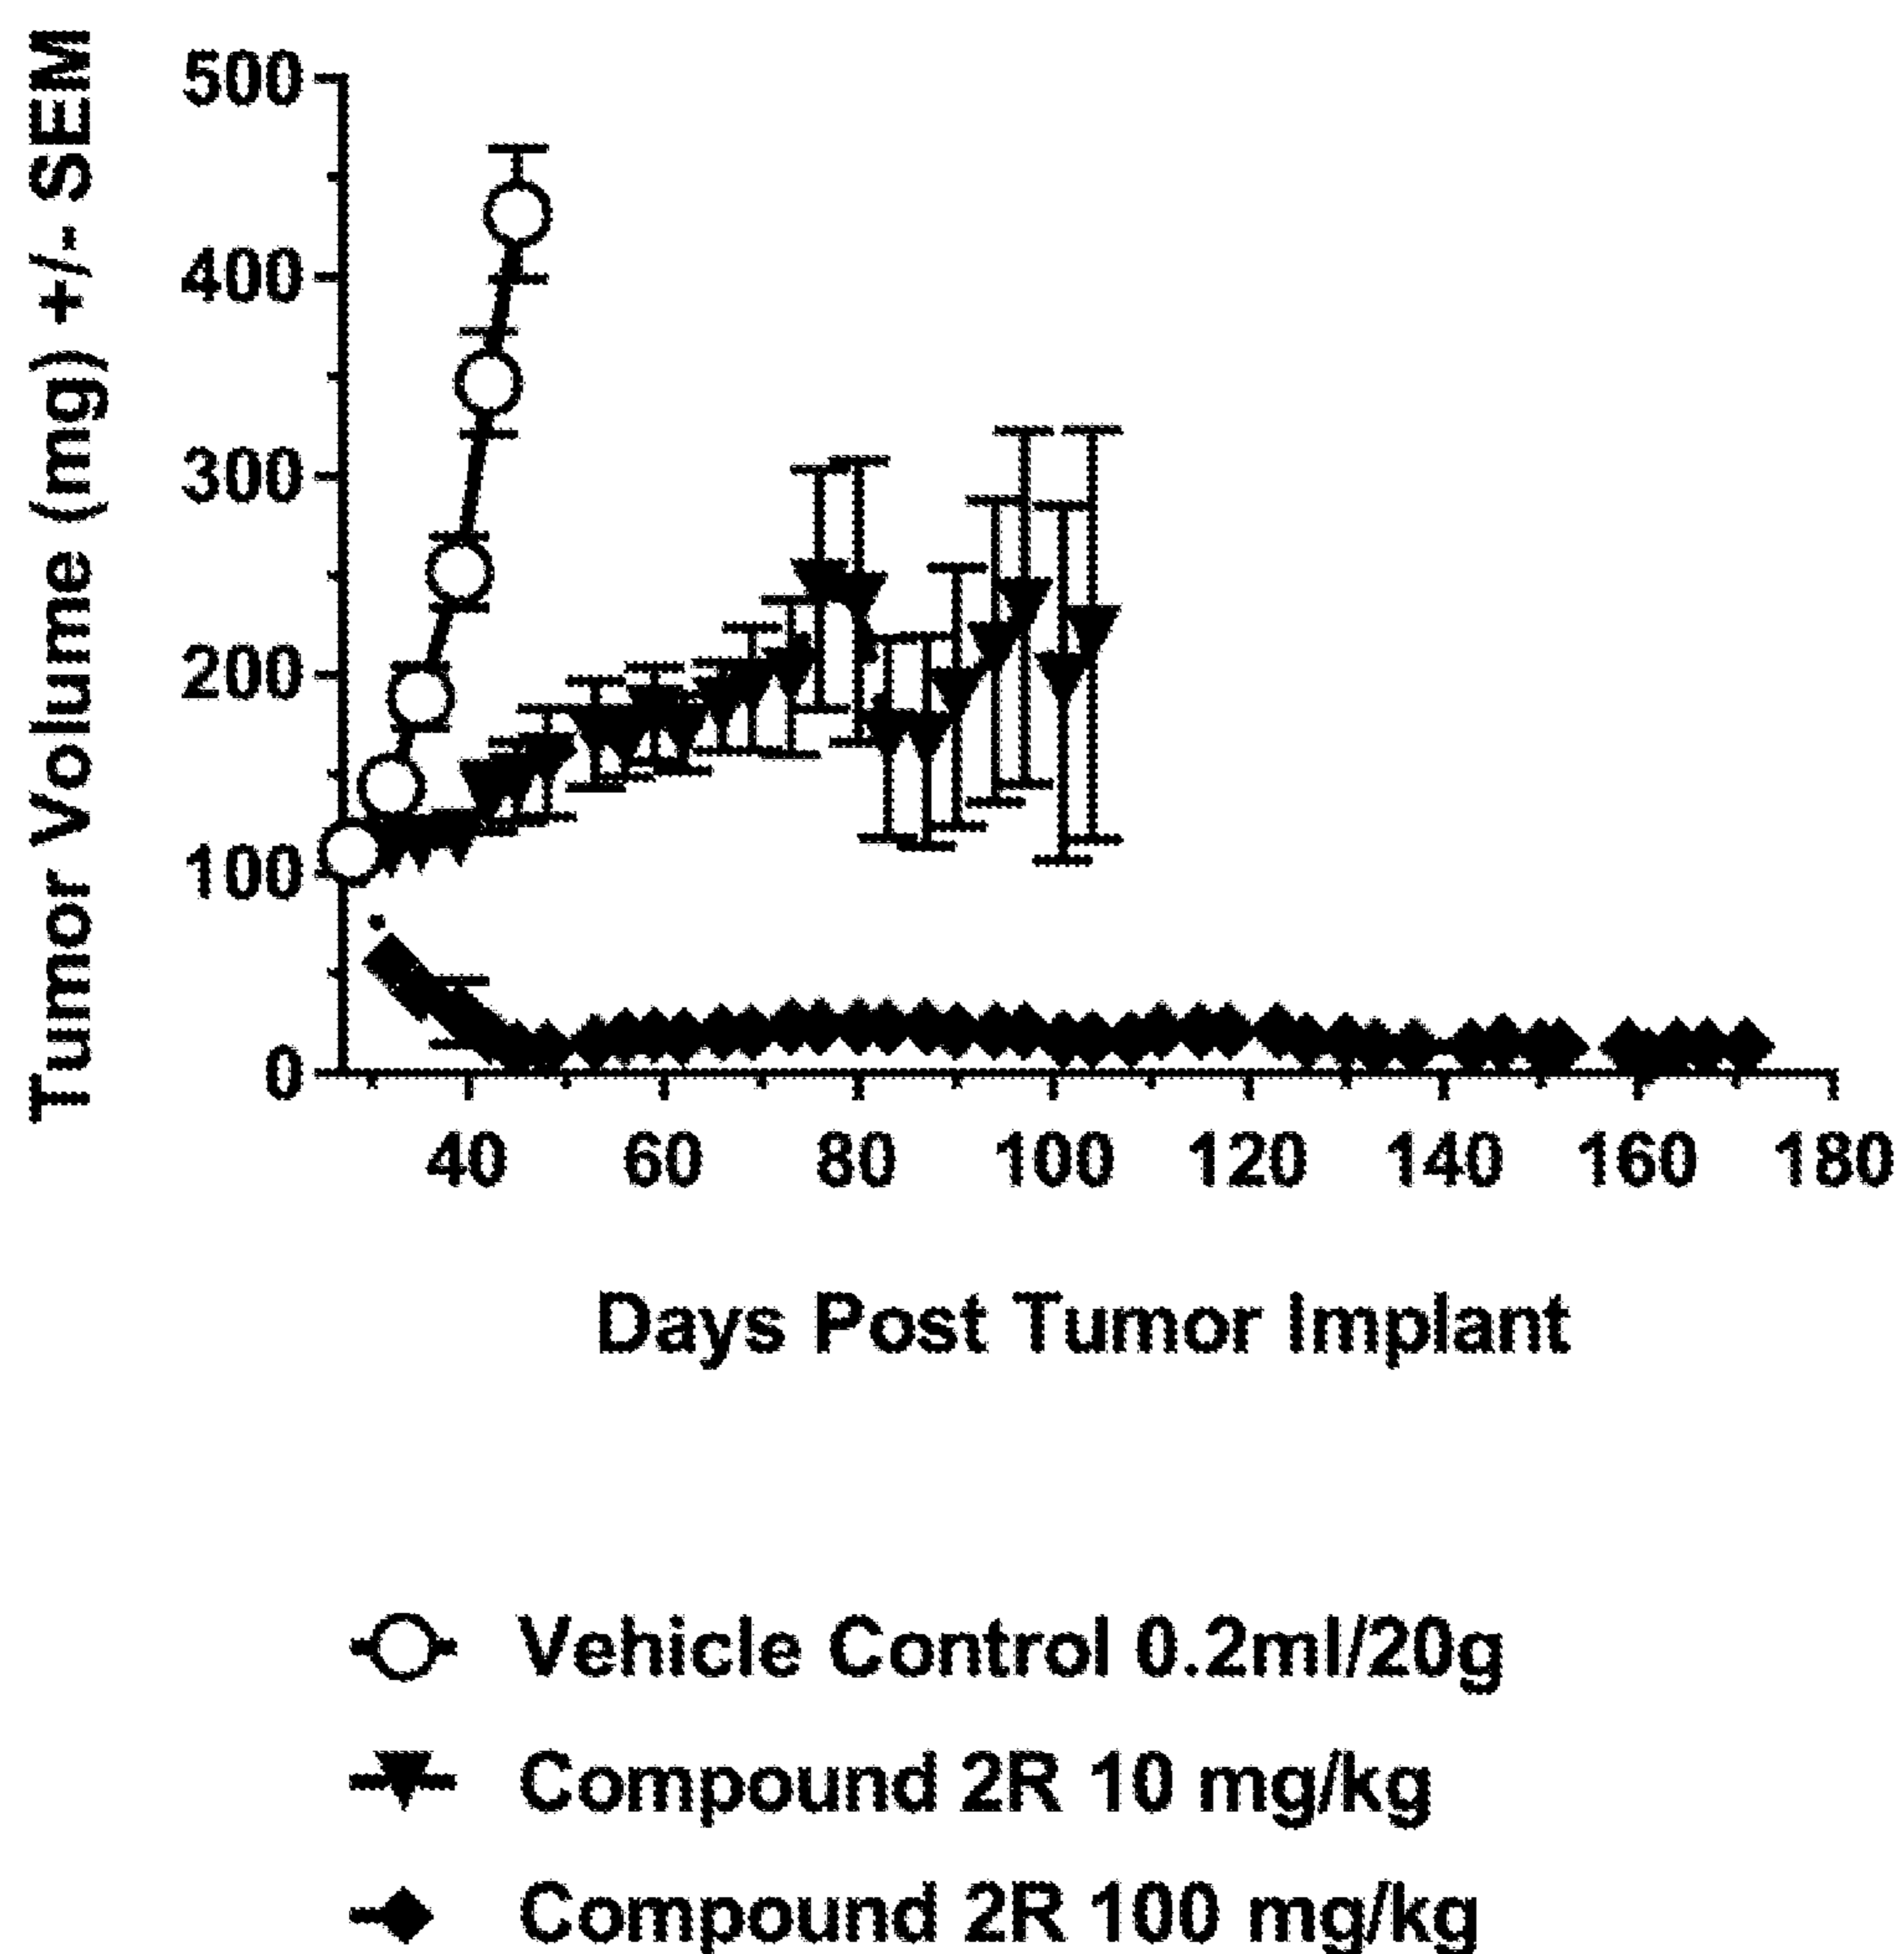 Tumor Volume (mg) +/- SEM
500
400
300
200
100
0
40 60 80 100 120 140 160 180
Days Post Tumor Implant
Vehicle Control 0.2ml/20g
Compound 2R 10 mg/kg
Compound 2R 100 mg/kg